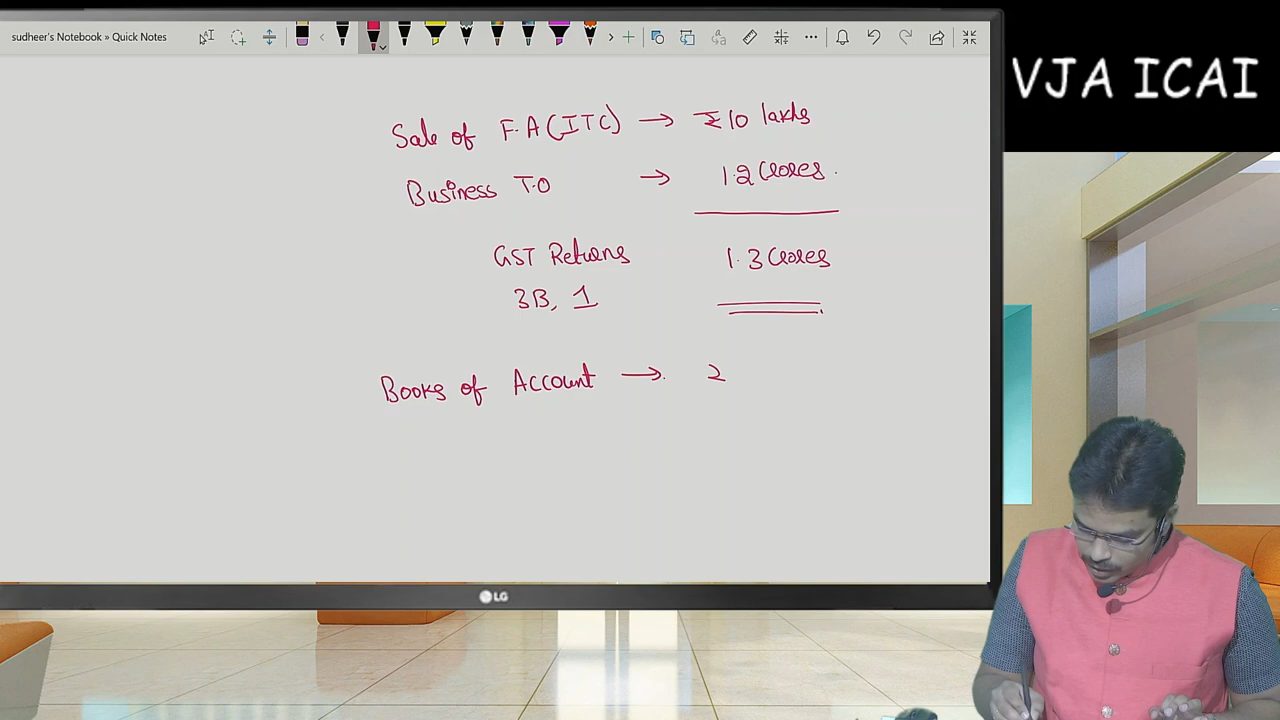 sudheer's Notebook » Quick Notes
VJA ICAI
Sale of F.A (ITC) → ₹10 lakhs
Business T.O → 1.2 Crores.
GST Returns 1.3 Crores
3B, 1
Books of Account → 2
LG